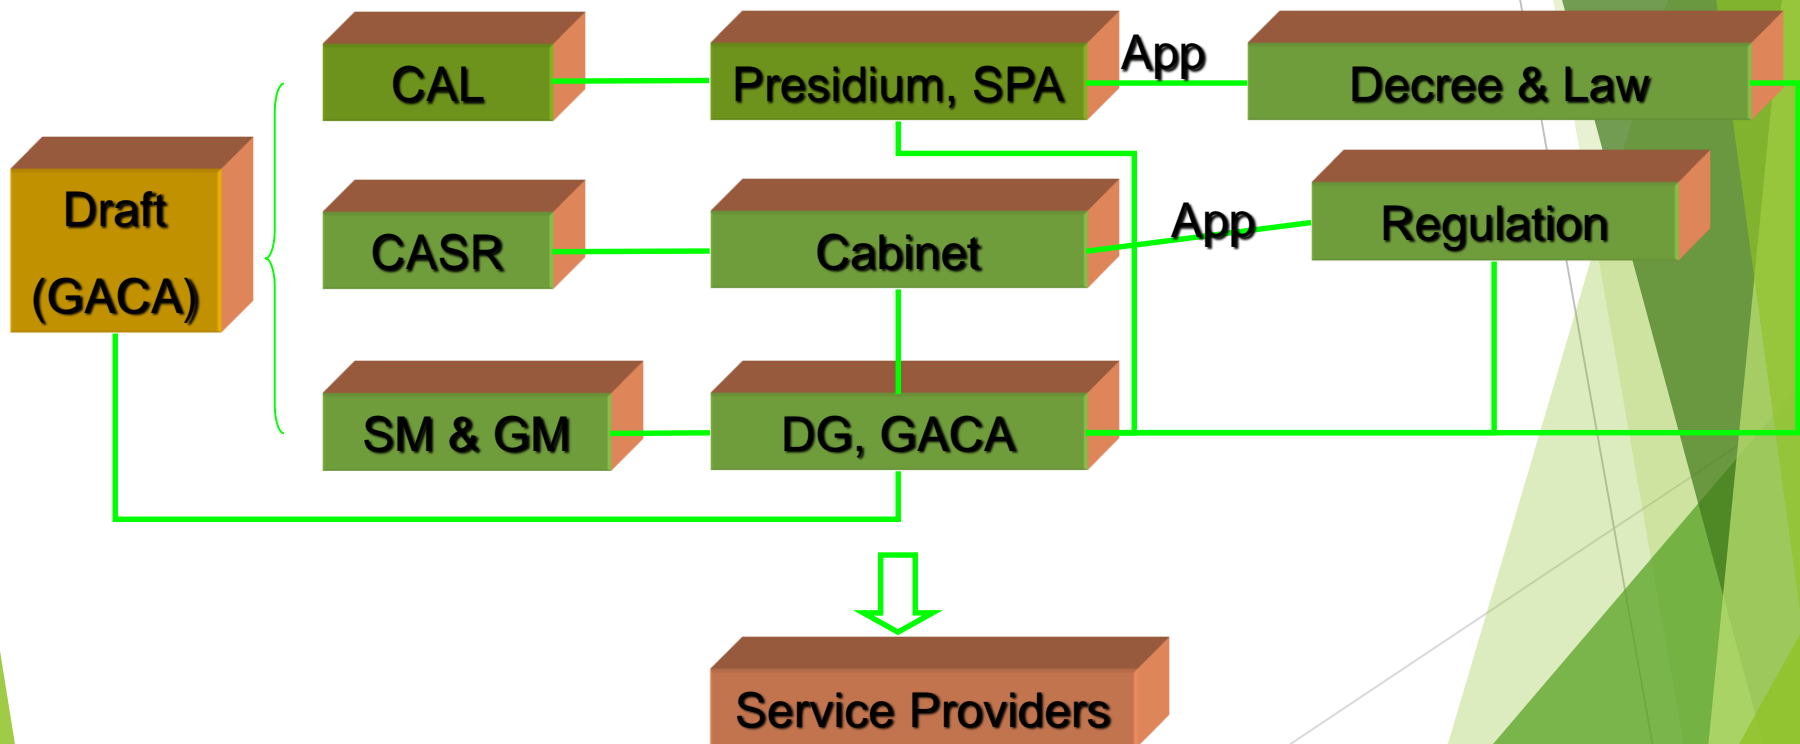 CAL
Presidium, SPA
App
Decree & Law
Draft
(GACA)
CASR
Cabinet
App
Regulation
SM & GM
DG, GACA
Service Providers